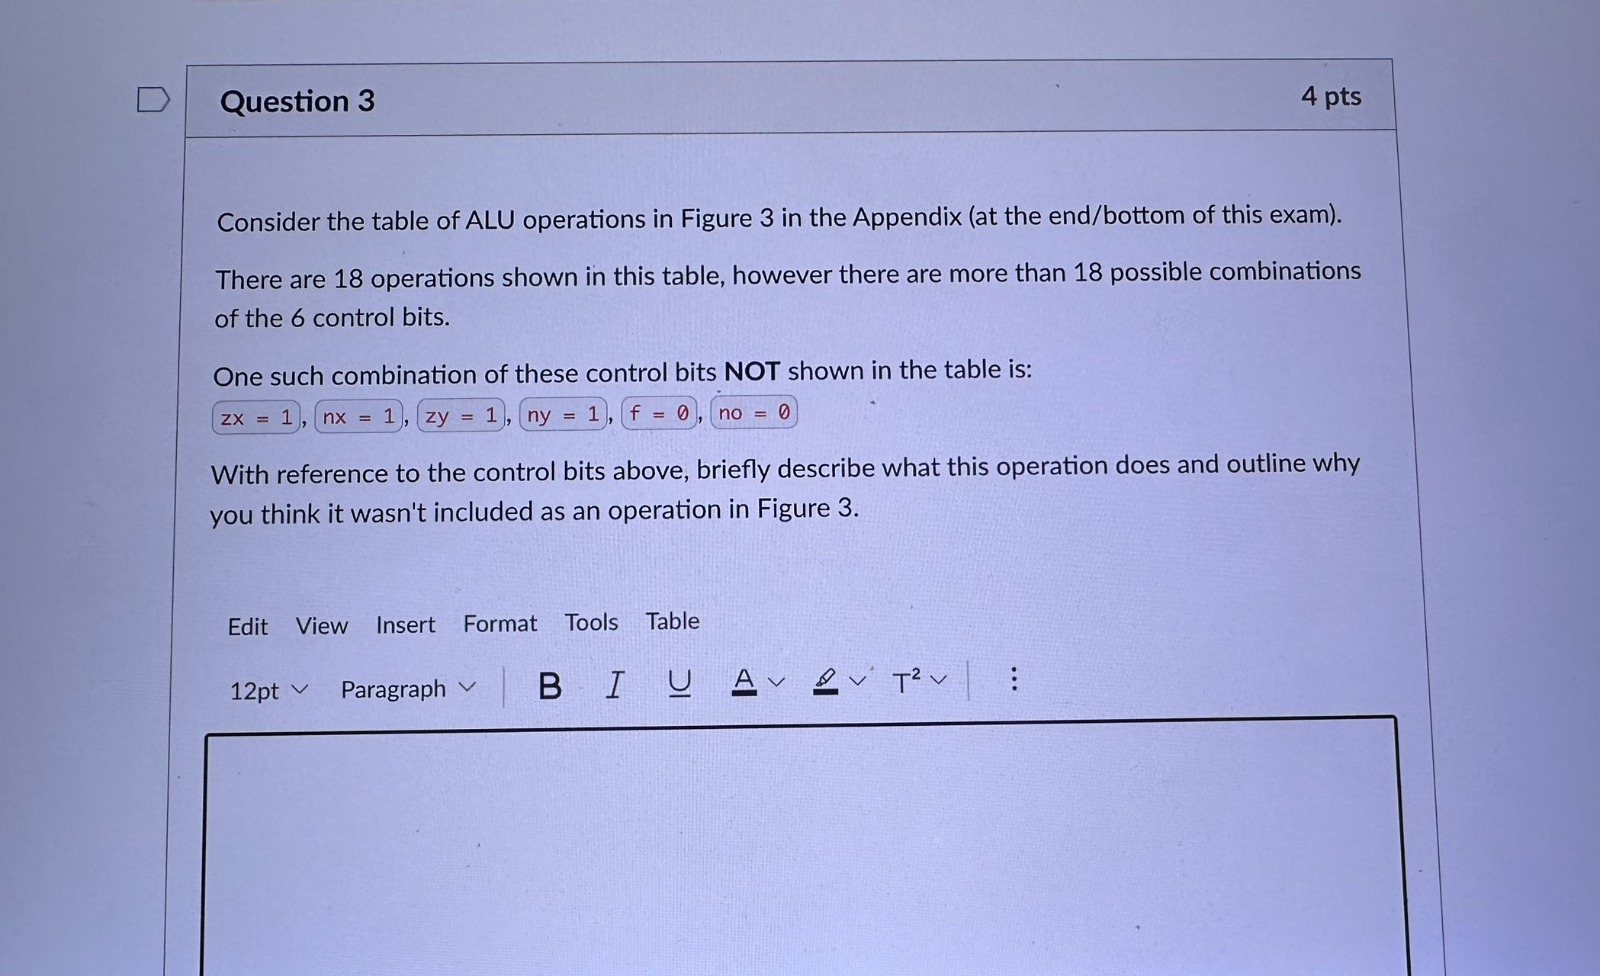 Question 3
4 pts
Consider the table of ALU operations in Figure 3 in the Appendix (at the end/bottom of this exam).
There are 18 operations shown in this table, however there are more than 18 possible combinations
of the 6 control bits.
One such combination of these control bits NOT shown in the table is:
zx = 1, nx = 1, zy = 1, ny = 1, f = 0, no = 0
With reference to the control bits above, briefly describe what this operation does and outline why
you think it wasn't included as an operation in Figure 3.
Edit View Insert Format Tools Table
12pt Paragraph B I U A T²